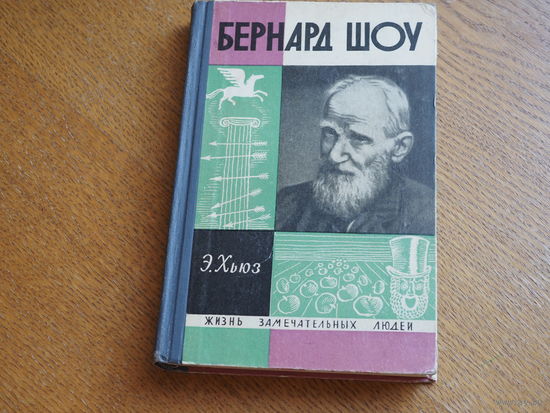 БЕРНАРД ШОУ
Э. Хьюз
ЖИЗНЬ ЗАМЕЧАТЕЛЬНЫХ ЛЮДЕЙ